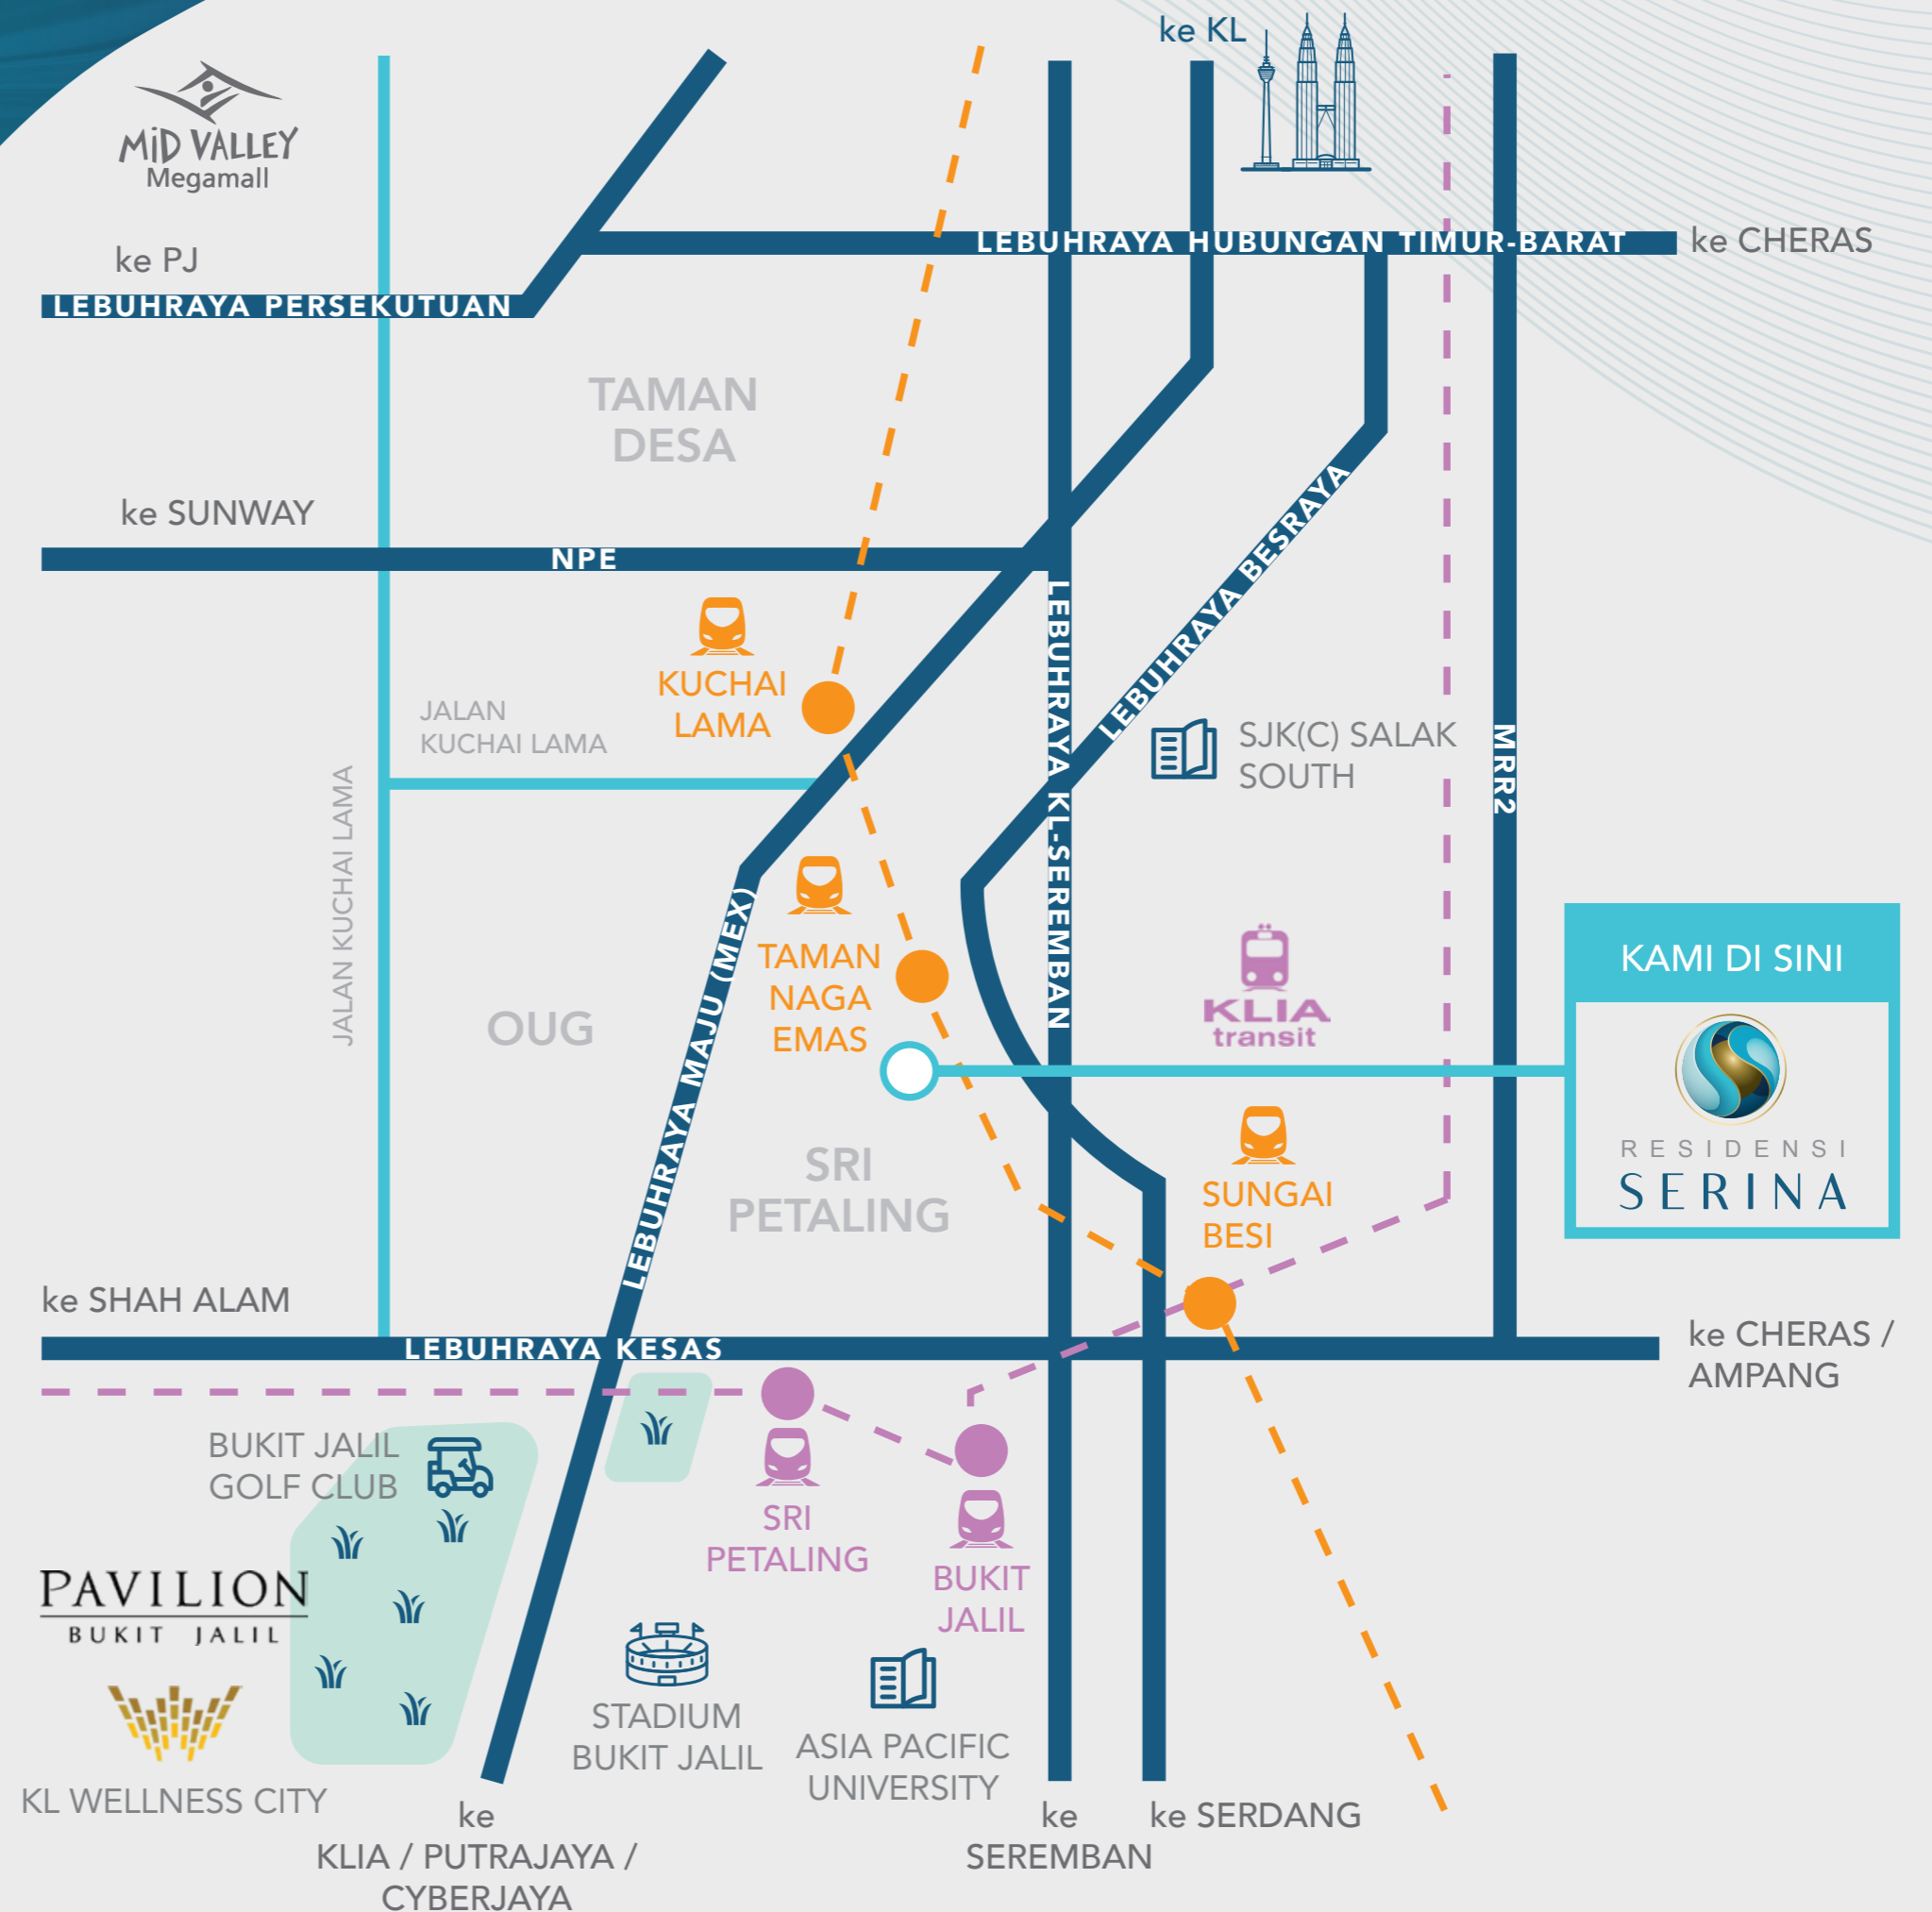 ke KL
MiD VALLEY
Megamall
ke PJ
LEBUHRAYA HUBUNGAN TIMUR-BARAT
ke CHERAS
LEBUHRAYA PERSEKUTUAN
TAMAN
DESA
ke SUNWAY
NPE
LEBUHRAYA BESRAYA
LEBUHRAYA KL-SEREMBAN
KUCHAI
LAMA
JALAN
KUCHAI LAMA
SJK(C) SALAK
SOUTH
MRR2
JALAN KUCHAI LAMA
LEBUHRAYA MAJU (MEX)
TAMAN
NAGA
EMAS
OUG
KLIA
transit
KAMI DI SINI
RESIDENSI
SERINA
SRI
PETALING
SUNGAI
BESI
ke SHAH ALAM
LEBUHRAYA KESAS
ke CHERAS /
AMPANG
BUKIT JALIL
GOLF CLUB
SRI
PETALING
BUKIT
JALIL
PAVILION
BUKIT JALIL
STADIUM
BUKIT JALIL
ASIA PACIFIC
UNIVERSITY
KL WELLNESS CITY
ke
KLIA / PUTRAJAYA /
CYBERJAYA
ke
SEREMBAN
ke SERDANG